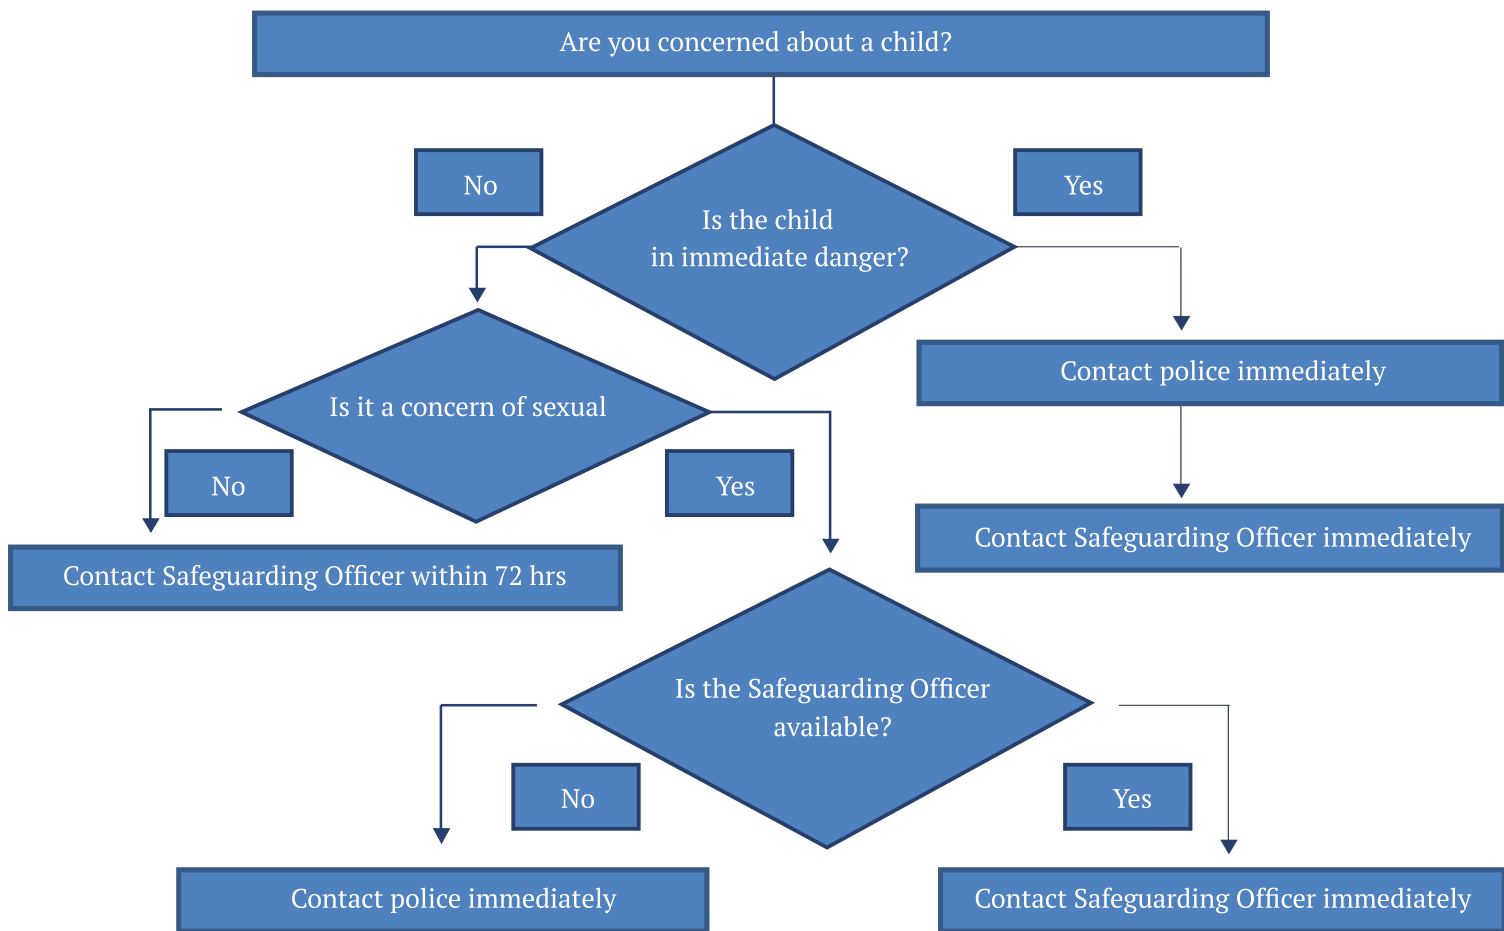 Are you concerned about a child?
No
Yes
Is the child
in immediate danger?
Contact police immediately
Is it a concern of sexual
No
Yes
Contact Safeguarding Officer immediately
Contact Safeguarding Officer within 72 hrs
Is the Safeguarding Officer
available?
No
Yes
Contact police immediately
Contact Safeguarding Officer immediately